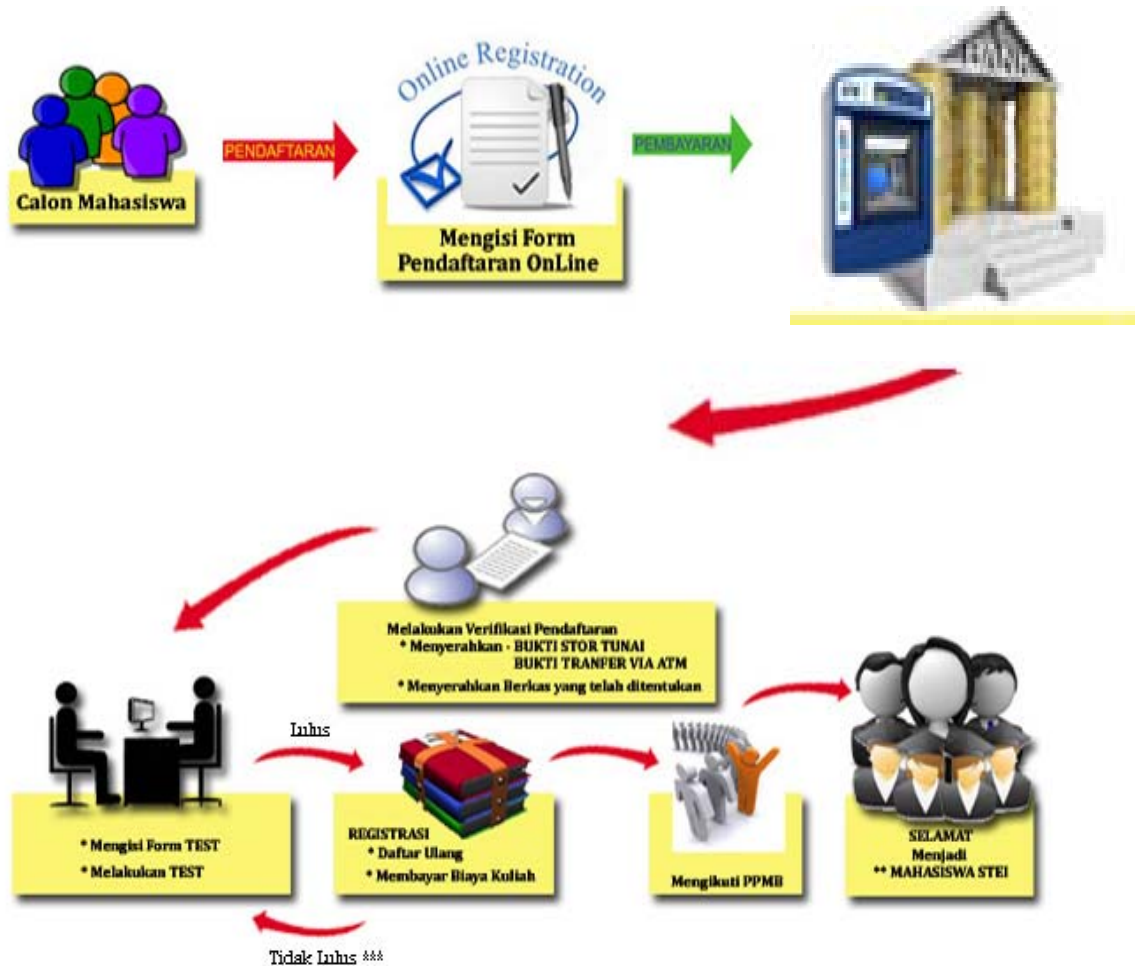 Online Registration
PENDAFTARAN
PEMBAYARAN
BANK
Calon Mahasiswa
Mengisi Form
Pendaftaran OnLine
Melakukan Verifikasi Pendaftaran
* Menyerahkan - BUKTI STOR TUNAI
BUKTI TRANFER VIA ATM
* Menyerahkan Berkas yang telah ditentukan
Lulus
* Mengisi Form TEST
* Melakukan TEST
REGISTRASI
* Daftar Ulang
* Membayar Biaya Kuliah
Mengikuti PPMB
SELAMAT
Menjadi
** MAHASISWA STEI
Tidak Lulus ***